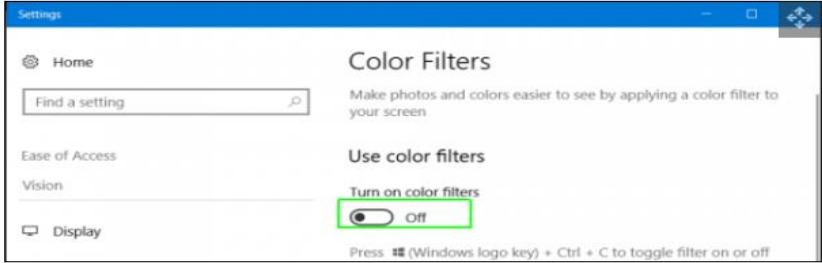 Settings
Home
Find a setting
Ease of Access
Vision
Display
Color Filters
Make photos and colors easier to see by applying a color filter to
your screen
Use color filters
Turn on color filters
Off
Press (Windows logo key) + Ctrl + C to toggle filter on or off